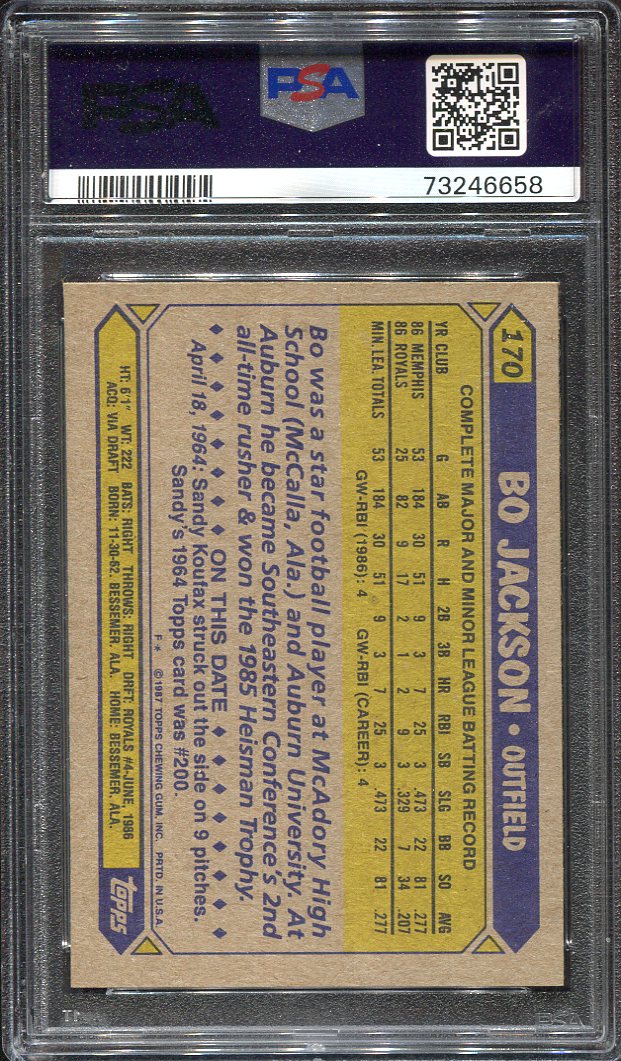 PSA
PSA
73246658
170
BO JACKSON • OUTFIELD
COMPLETE MAJOR AND MINOR LEAGUE BATTING RECORD
YR CLUB G AB R H 2B 3B HR RBI SB SLG BB SO AVG
86 MEMPHIS 53 184 30 51 9 3 7 25 3 .473 22 81 .277
86 ROYALS 25 82 9 17 2 1 2 9 3 .329 7 34 .207
MIN. LEA. TOTALS 53 184 30 51 9 3 7 25 3 .473 22 81 .277
GW-RBI (1986): 4 GW-RBI (CAREER): 4
Bo was a star football player at McAdory High
School (McCalla, Ala.) and Auburn University. At
Auburn he became Southeastern Conference's 2nd
all-time rusher & won the 1985 Heisman Trophy.
◆ ◆ ◆ ◆ ◆ ◆ ◆ ON THIS DATE ◆ ◆ ◆ ◆ ◆ ◆ ◆
April 18, 1964: Sandy Koufax struck out the side on 9 pitches.
Sandy's 1964 Topps card was #200.
F* ©1987 TOPPS CHEWING GUM, INC. PRTD. IN U.S.A.
HT: 6'1" WT: 222 BATS: RIGHT THROWS: RIGHT DRFT: ROYALS #4-JUNE, 1986
ACQ: VIA DRAFT BORN: 11-30-62, BESSEMER, ALA. HOME: BESSEMER, ALA.
TOPPS
PSA